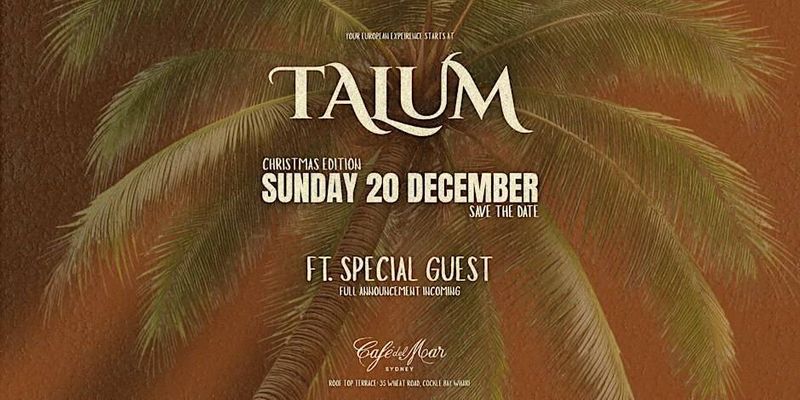 YOUR EUROPEAN EXPEIRENCE STARTS AT
TALUM
CHRISTMAS EDITION
SUNDAY 20 DECEMBER
SAVE THE DATE
FT. SPECIAL GUEST
FULL ANNOUNCEMENT INCOMING
Café del Mar
SYDNEY
ROOF TOP TERRACE: 35 WHEAT ROAD, COCKLE BAY WHARF